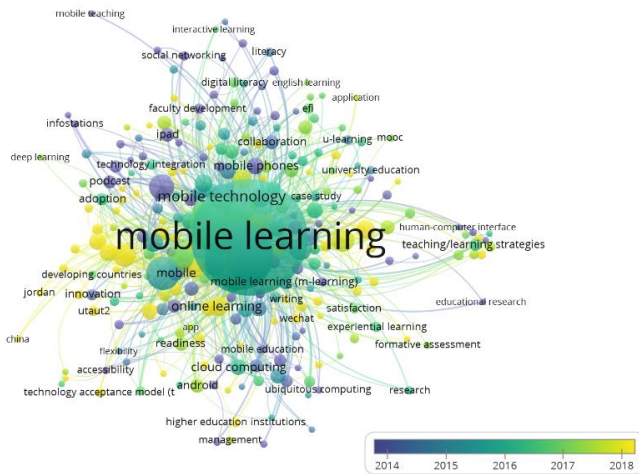 mobile teaching
interactive learning
social networking
literacy
digital literacy
english learning
application
faculty development
efl
infostations
ipad
collaboration
u-learning
mooc
deep learning
technology integration
mobile phones
university education
podcast
adoption
mobile technology
case study
human-computer interface
mobile learning
teaching/learning strategies
developing countries
mobile
mobile learning (m-learning)
jordan
innovation
writing
educational research
utaut2
online learning
wechat
satisfaction
app
experiential learning
china
readiness
formative assessment
flexibility
mobile education
accessibility
cloud computing
technology acceptance model (t
android
ubiquitous computing
research
higher education institutions
management
2014
2015
2016
2017
2018